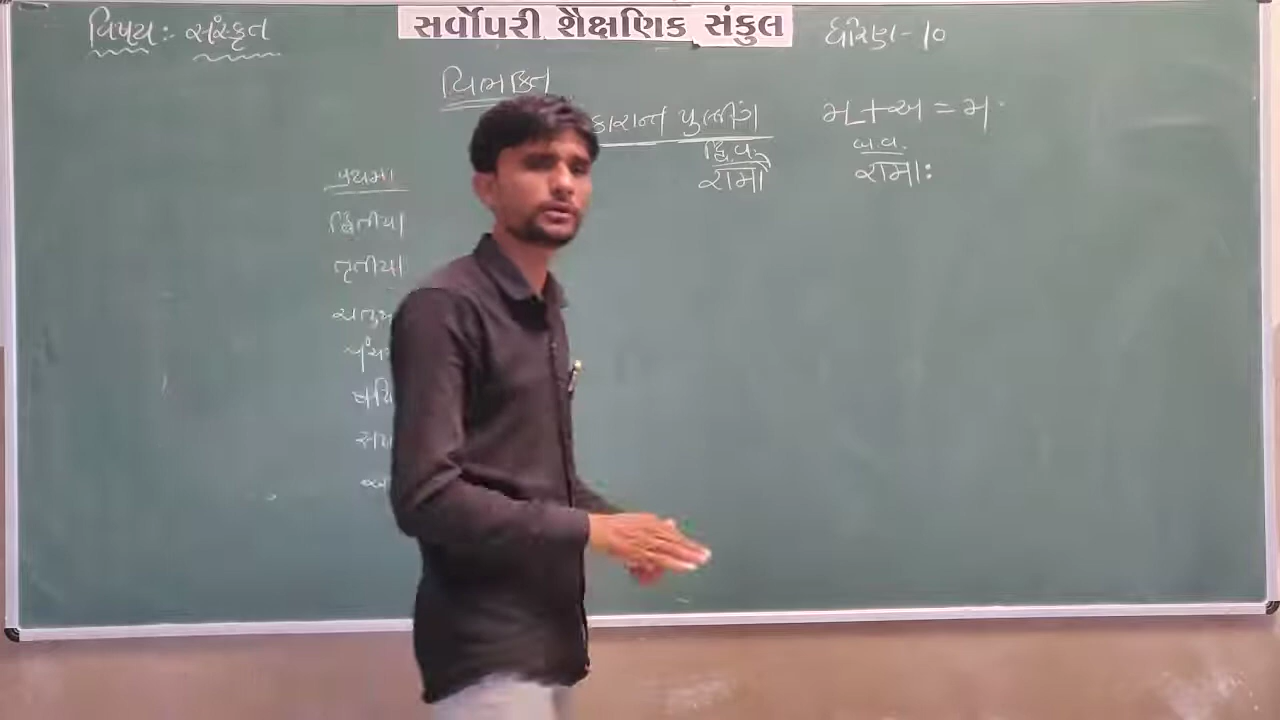 વિષય:- સંસ્કૃત
સર્વોપરી શૈક્ષણિક સંકુલ
ધોરણ-10
વિભક્તિ
કારાન્ત પુલ્લીંગ
મ્ + અ = મ
દ્વિ.વ.
બ.વ.
પ્રથમા
રામૌ
રામા:
દ્વિતીયા
તૃતીયા